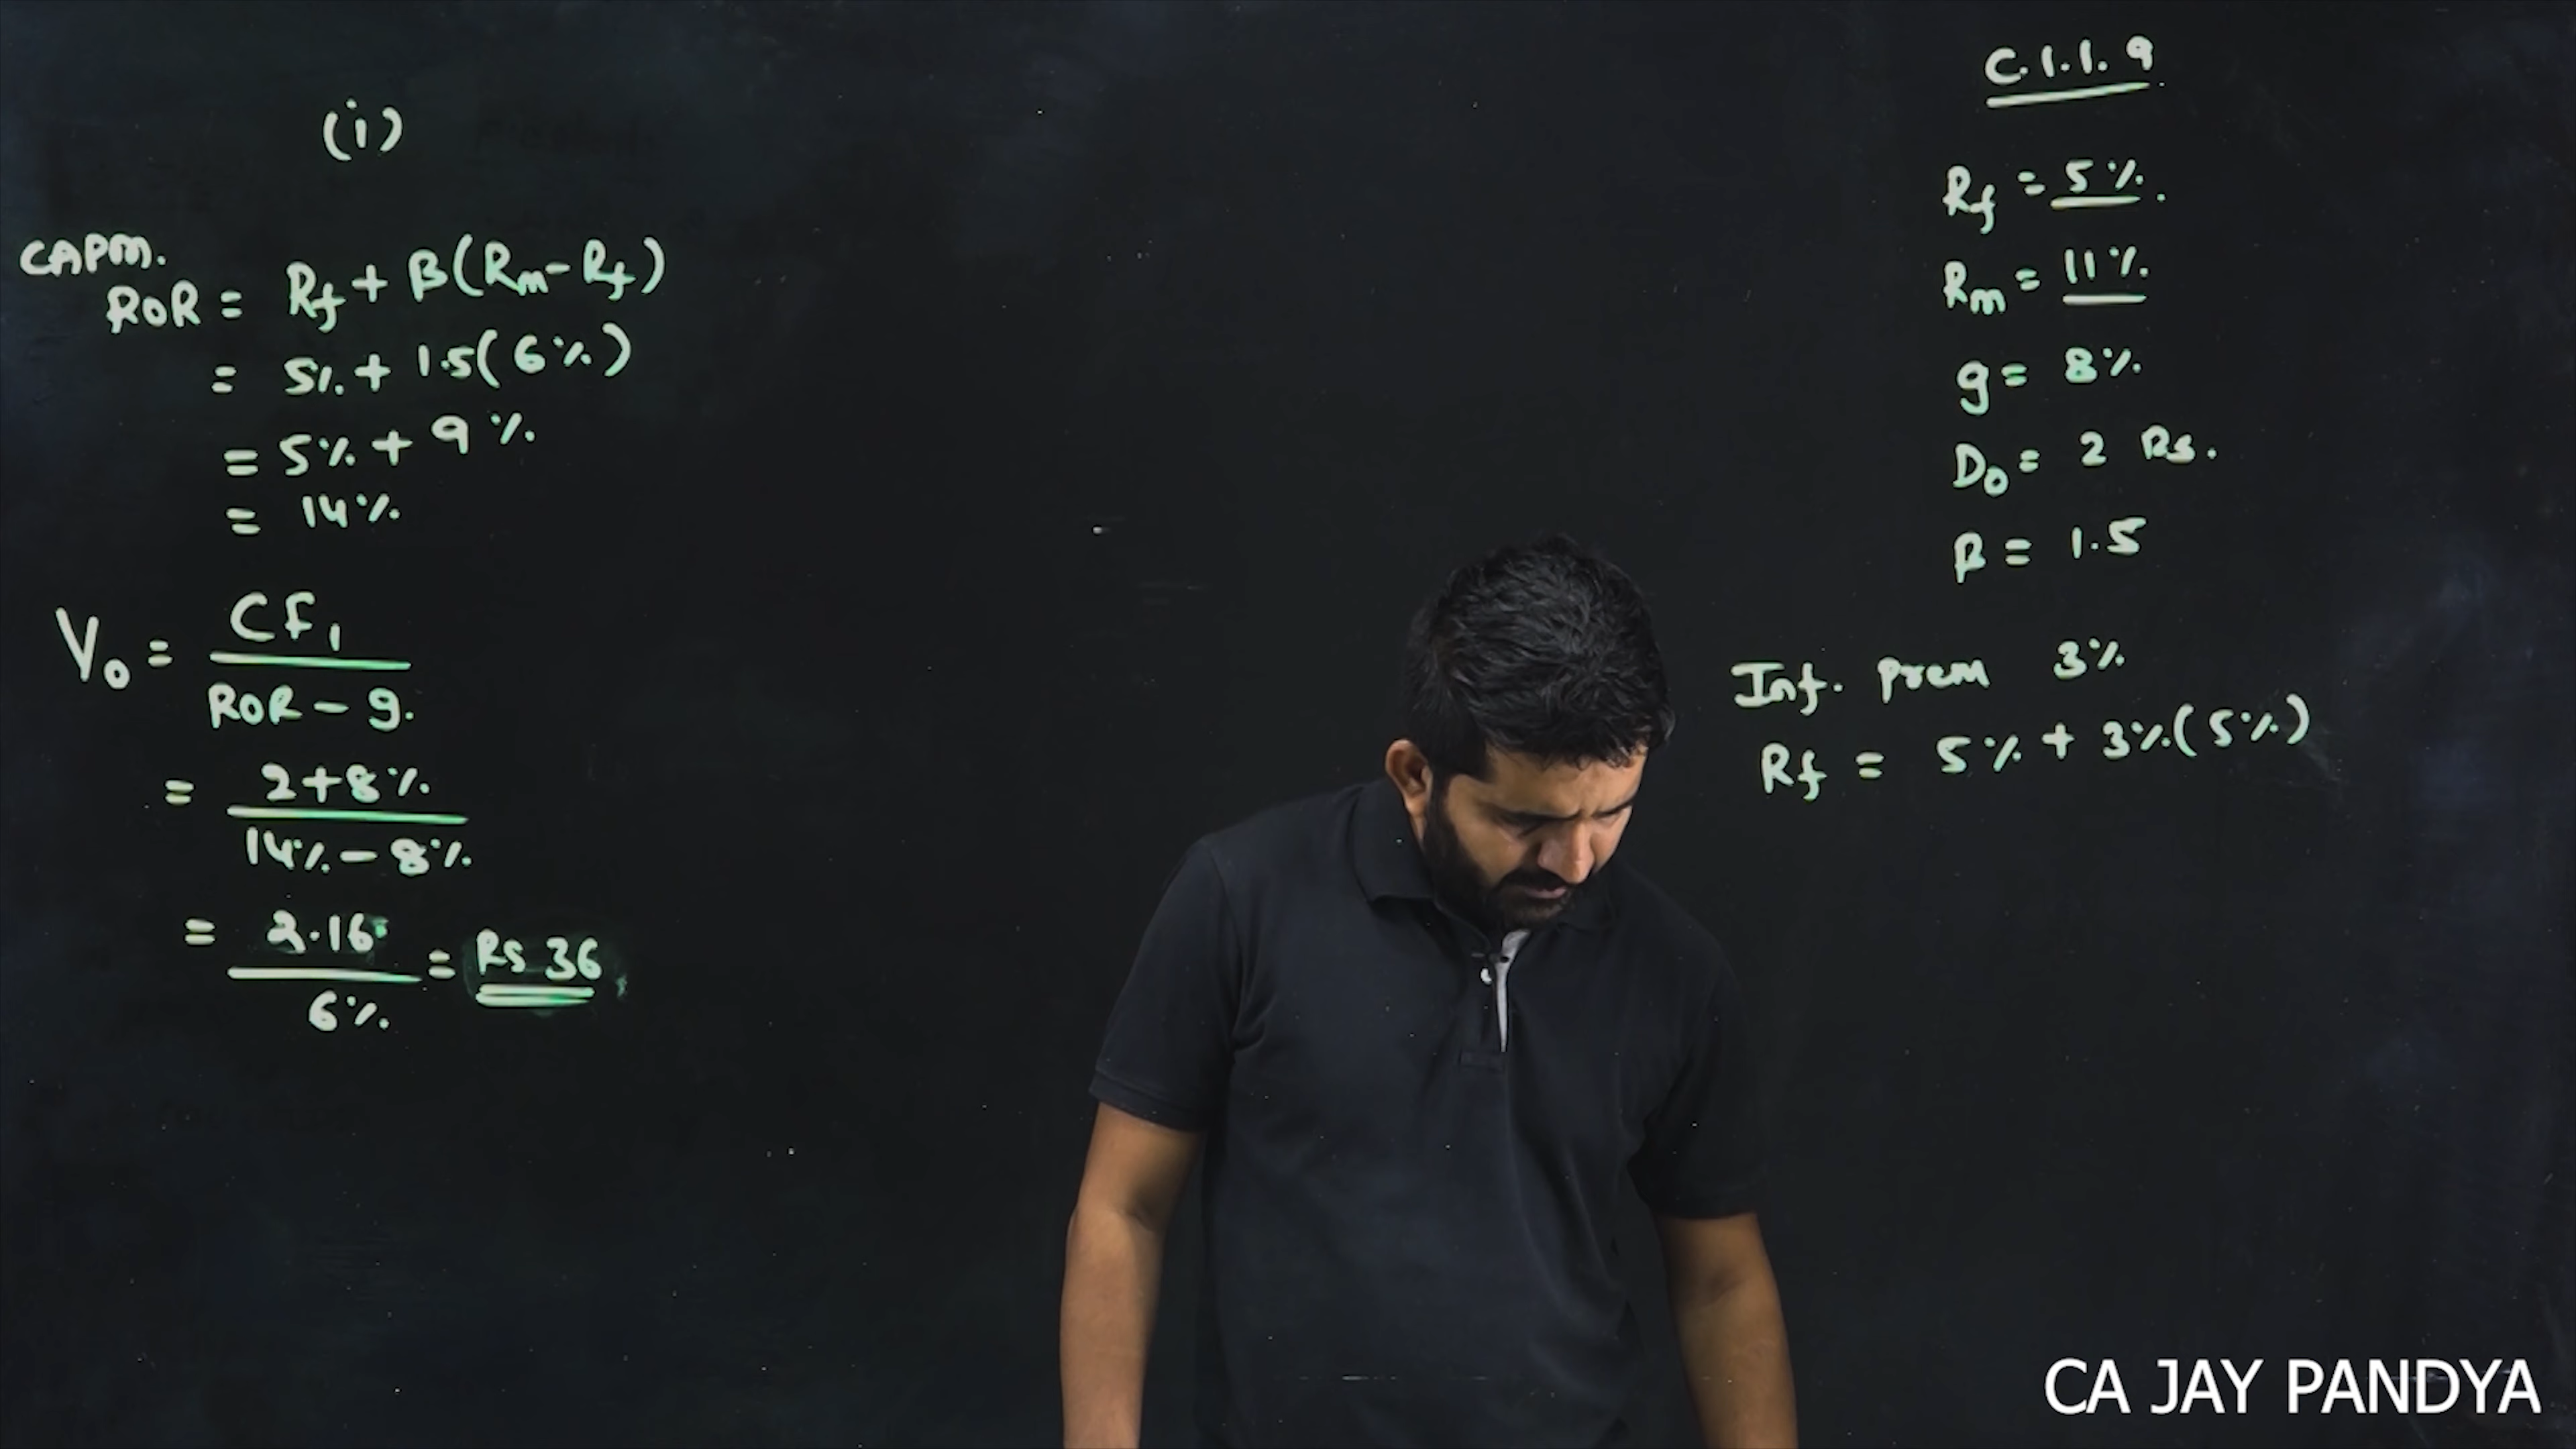 (i)
CAPM.
ROR = Rf + β(Rm - Rf)
= 5% + 1.5(6%)
= 5% + 9%
= 14%
V₀ = CF₁
ROR - g.
= 2+8%
14% - 8%
= 2.16 = Rs 36
6%
C.1.1.9
Rf = 5%.
Rm = 11%
g = 8%
D₀ = 2 Rs.
β = 1.5
Inf. prem 3%
Rf = 5% + 3%(5%)
CA JAY PANDYA